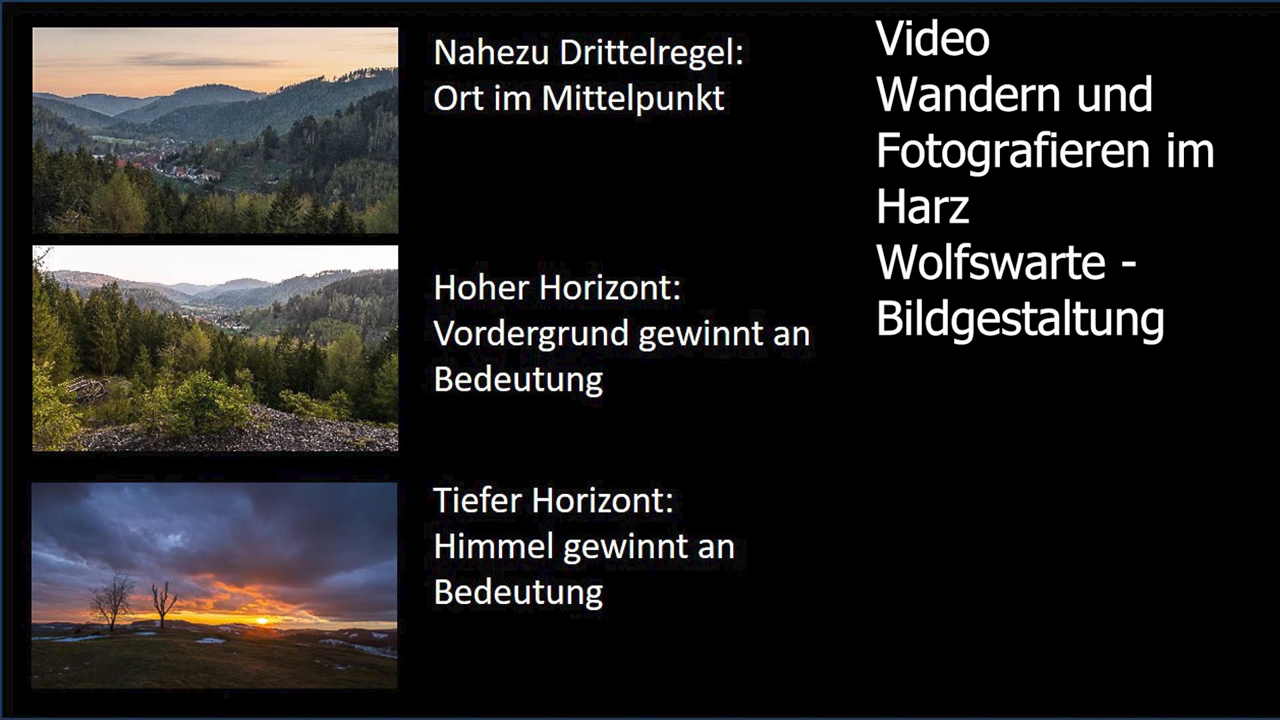 Nahezu Drittelregel:
Ort im Mittelpunkt
Hoher Horizont:
Vordergrund gewinnt an
Bedeutung
Tiefer Horizont:
Himmel gewinnt an
Bedeutung
Video
Wandern und
Fotografieren im
Harz
Wolfswarte -
Bildgestaltung